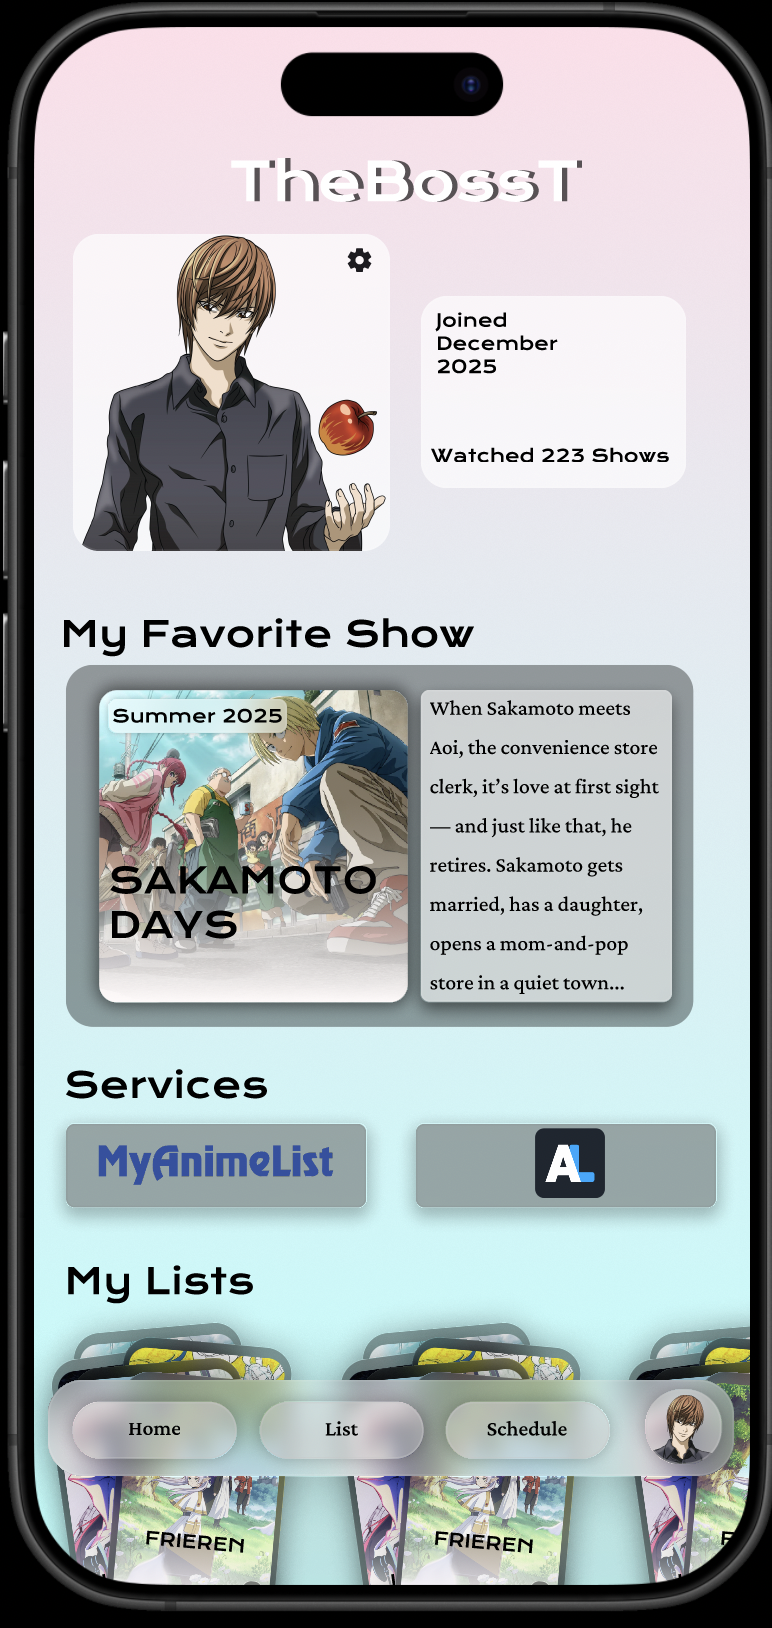 TheBossT
Joined
December
2025
Watched 223 Shows
My Favorite Show
Summer 2025
SAKAMOTO
DAYS
When Sakamoto meets
Aoi, the convenience store
clerk, it’s love at first sight
— and just like that, he
retires. Sakamoto gets
married, has a daughter,
opens a mom-and-pop
store in a quiet town...
Services
MyAnimeList
AL
My Lists
Home
List
Schedule
FRIEREN
FRIEREN
F